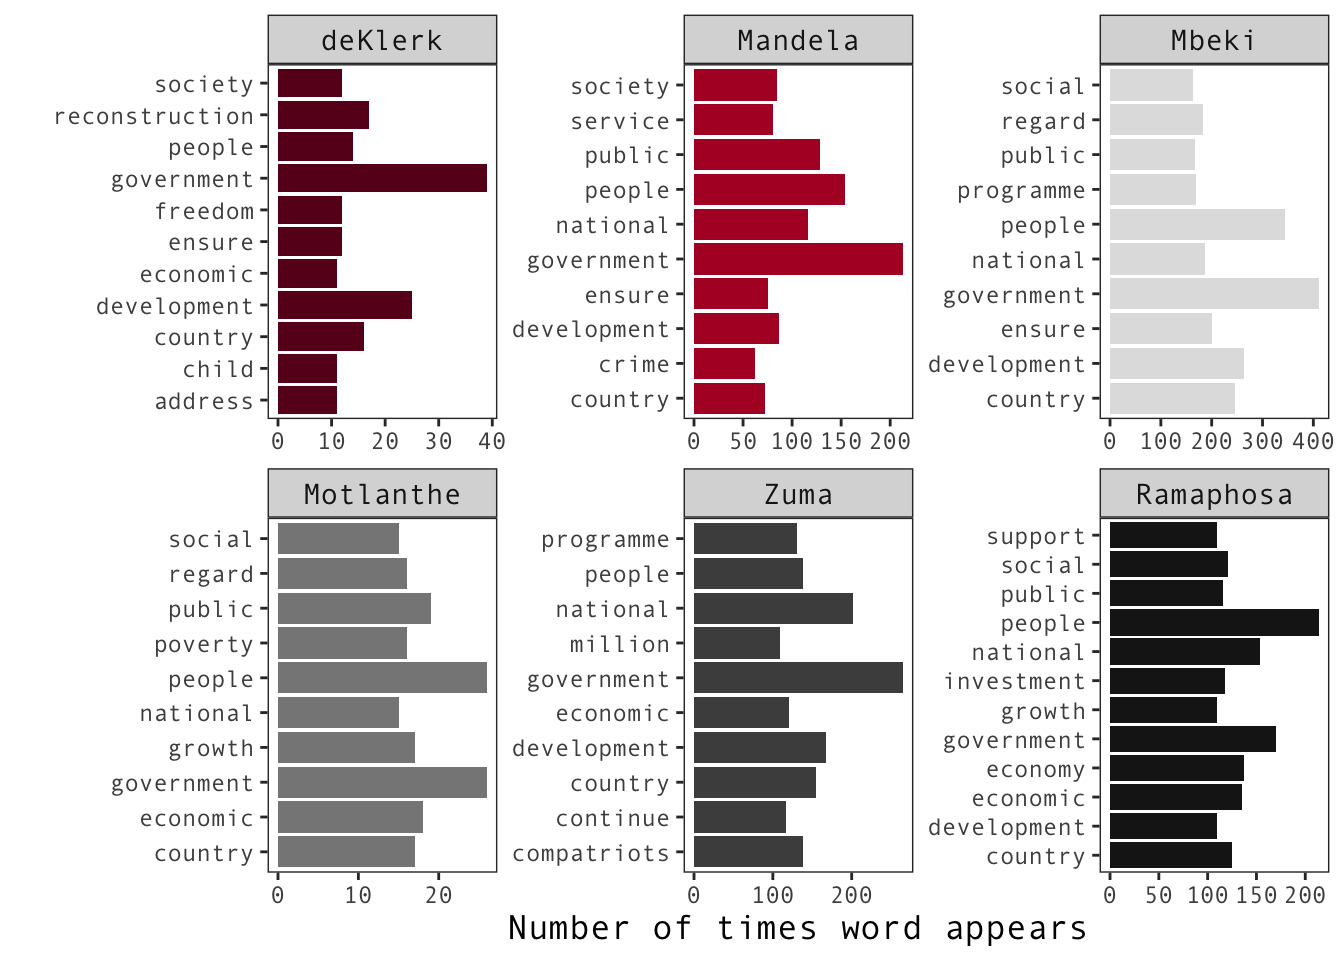 deKlerk
society
reconstruction
people
government
freedom
ensure
economic
development
country
child
address
0 10 20 30 40
Mandela
society
service
public
people
national
government
ensure
development
crime
country
0 50 100 150 200
Mbeki
social
regard
public
programme
people
national
government
ensure
development
country
0 100 200 300 400
Motlanthe
social
regard
public
poverty
people
national
growth
government
economic
country
0 10 20
Zuma
programme
people
national
million
government
economic
development
country
continue
compatriots
0 100 200
Ramaphosa
support
social
public
people
national
investment
growth
government
economy
economic
development
country
0 50 100 150 200
Number of times word appears